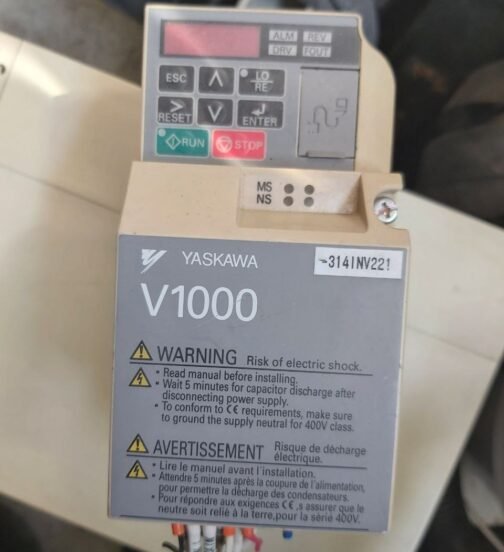 ALM REV
DRV FOUT
ESC ∧ LO
RE
> RESET ∨ ENTER
RUN STOP
MS
NS
YASKAWA
-314INV221
V1000
WARNING Risk of electric shock.
• Read manual before installing.
• Wait 5 minutes for capacitor discharge after
disconnecting power supply.
• To conform to CE requirements, make sure
to ground the supply neutral for 400V class.
AVERTISSEMENT Risque de décharge
électrique.
• Lire le manuel avant l'installation.
• Attendre 5 minutes après la coupure de l'alimentation,
pour permettre la décharge des condensateurs.
• Pour répondre aux exigences CE, s'assurer que le
neutre soit relié à la terre, pour la série 400V.